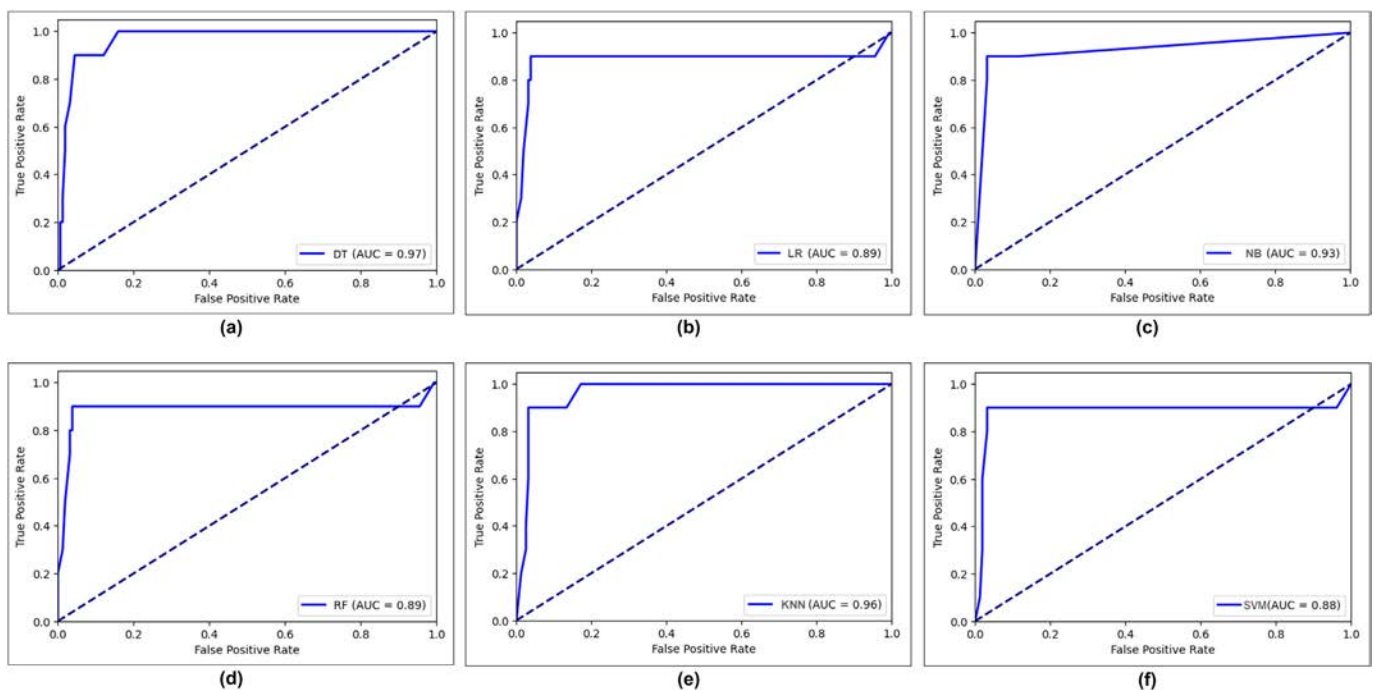 1.0
0.8
0.6
0.4
0.2
0.0
True Positive Rate
0.0 0.2 0.4 0.6 0.8 1.0
False Positive Rate
DT (AUC = 0.97)
(a)
1.0
0.8
0.6
0.4
0.2
0.0
True Positive Rate
0.0 0.2 0.4 0.6 0.8 1.0
False Positive Rate
LR (AUC = 0.89)
(b)
1.0
0.8
0.6
0.4
0.2
0.0
True Positive Rate
0.0 0.2 0.4 0.6 0.8 1.0
False Positive Rate
NB (AUC = 0.93)
(c)
1.0
0.8
0.6
0.4
0.2
0.0
True Positive Rate
0.0 0.2 0.4 0.6 0.8 1.0
False Positive Rate
RF (AUC = 0.89)
(d)
1.0
0.8
0.6
0.4
0.2
0.0
True Positive Rate
0.0 0.2 0.4 0.6 0.8 1.0
False Positive Rate
KNN (AUC = 0.96)
(e)
1.0
0.8
0.6
0.4
0.2
0.0
True Positive Rate
0.0 0.2 0.4 0.6 0.8 1.0
False Positive Rate
SVM(AUC = 0.88)
(f)